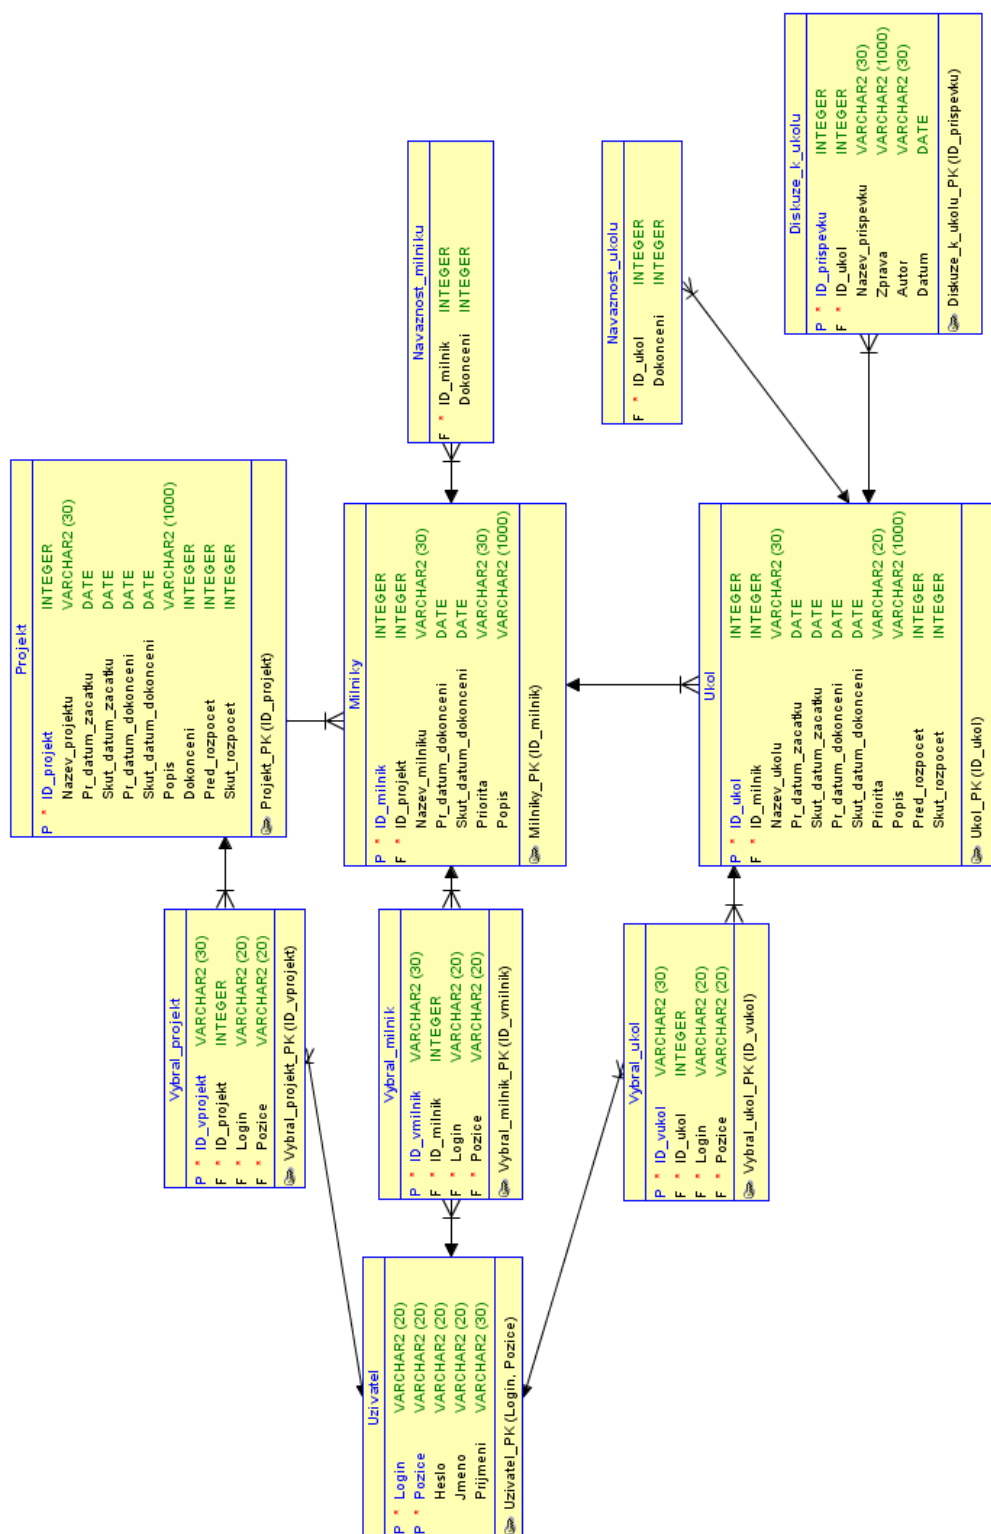 Uzivatel
P * Login VARCHAR2 (20)
P * Pozice VARCHAR2 (20)
Heslo VARCHAR2 (20)
Jmeno VARCHAR2 (20)
Prijmeni VARCHAR2 (30)
Uzivatel_PK (Login, Pozice)
Vybral_projekt
P * ID_vprojekt VARCHAR2 (30)
F * ID_projekt INTEGER
F * Login VARCHAR2 (20)
F * Pozice VARCHAR2 (20)
Vybral_projekt_PK (ID_vprojekt)
Vybral_milnik
P * ID_vmilnik VARCHAR2 (30)
F * ID_milnik INTEGER
F * Login VARCHAR2 (20)
F * Pozice VARCHAR2 (20)
Vybral_milnik_PK (ID_vmilnik)
Vybral_ukol
P * ID_vukol VARCHAR2 (30)
F * ID_ukol INTEGER
F * Login VARCHAR2 (20)
F * Pozice VARCHAR2 (20)
Vybral_ukol_PK (ID_vukol)
Projekt
P * ID_projekt INTEGER
Nazev_projektu VARCHAR2 (30)
Pr_datum_zacatku DATE
Skut_datum_zacatku DATE
Pr_datum_dokonceni DATE
Skut_datum_dokonceni DATE
Popis VARCHAR2 (1000)
Dokonceni INTEGER
Pred_rozpocet INTEGER
Skut_rozpocet INTEGER
Projekt_PK (ID_projekt)
Milniky
P * ID_milnik INTEGER
F * ID_projekt INTEGER
Nazev_milniku VARCHAR2 (30)
Pr_datum_dokonceni DATE
Skut_datum_dokonceni DATE
Priorita VARCHAR2 (30)
Popis VARCHAR2 (1000)
Milniky_PK (ID_milnik)
Ukol
P * ID_ukol INTEGER
F * ID_milnik INTEGER
Nazev_ukolu VARCHAR2 (30)
Pr_datum_zacatku DATE
Skut_datum_zacatku DATE
Pr_datum_dokonceni DATE
Skut_datum_dokonceni DATE
Priorita VARCHAR2 (20)
Popis VARCHAR2 (1000)
Pred_rozpocet INTEGER
Skut_rozpocet INTEGER
Ukol_PK (ID_ukol)
Navaznost_milniku
F * ID_milnik INTEGER
Dokonceni INTEGER
Navaznost_ukolu
F * ID_ukol INTEGER
Dokonceni INTEGER
Diskuze_k_ukolu
P * ID_prispevku INTEGER
F * ID_ukol INTEGER
Nazev_prispevku VARCHAR2 (30)
Zprava VARCHAR2 (1000)
Autor VARCHAR2 (30)
Datum DATE
Diskuze_k_ukolu_PK (ID_prispevku)